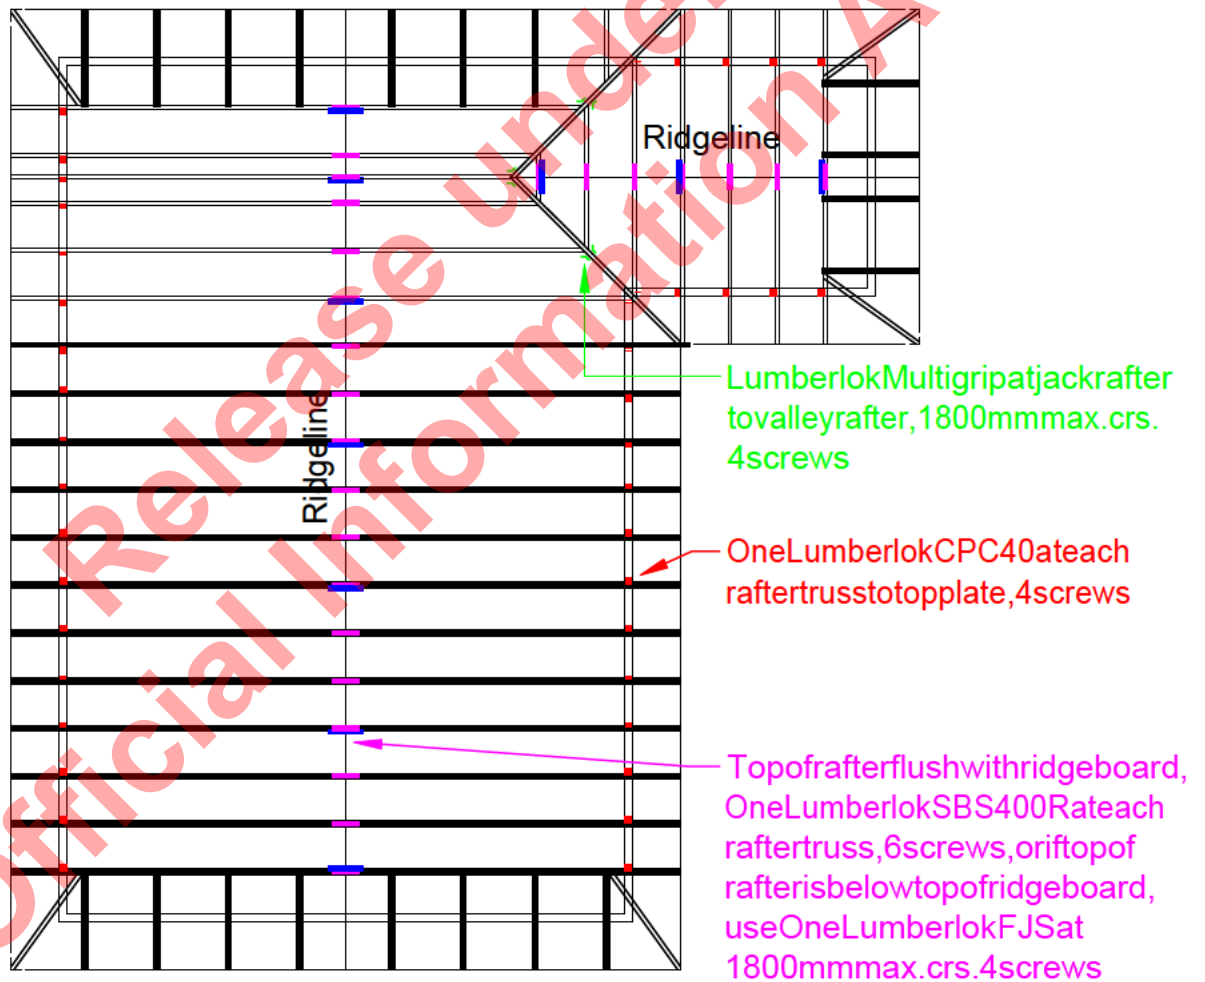 Release under
Official Information A
Ridgeline
Ridgeline
LumberlokMultigripatjackrafter
tovalleyrafter,1800mmmax.crs.
4screws
OneLumberlokCPC40ateach
raftertrusstotopplate,4screws
Topofrafterflushwithridgeboard,
OneLumberlokSBS400Rateach
raftertruss,6screws,oriftopof
rafterisbelowtopofridgeboard,
useOneLumberlokFJSat
1800mmmax.crs.4screws